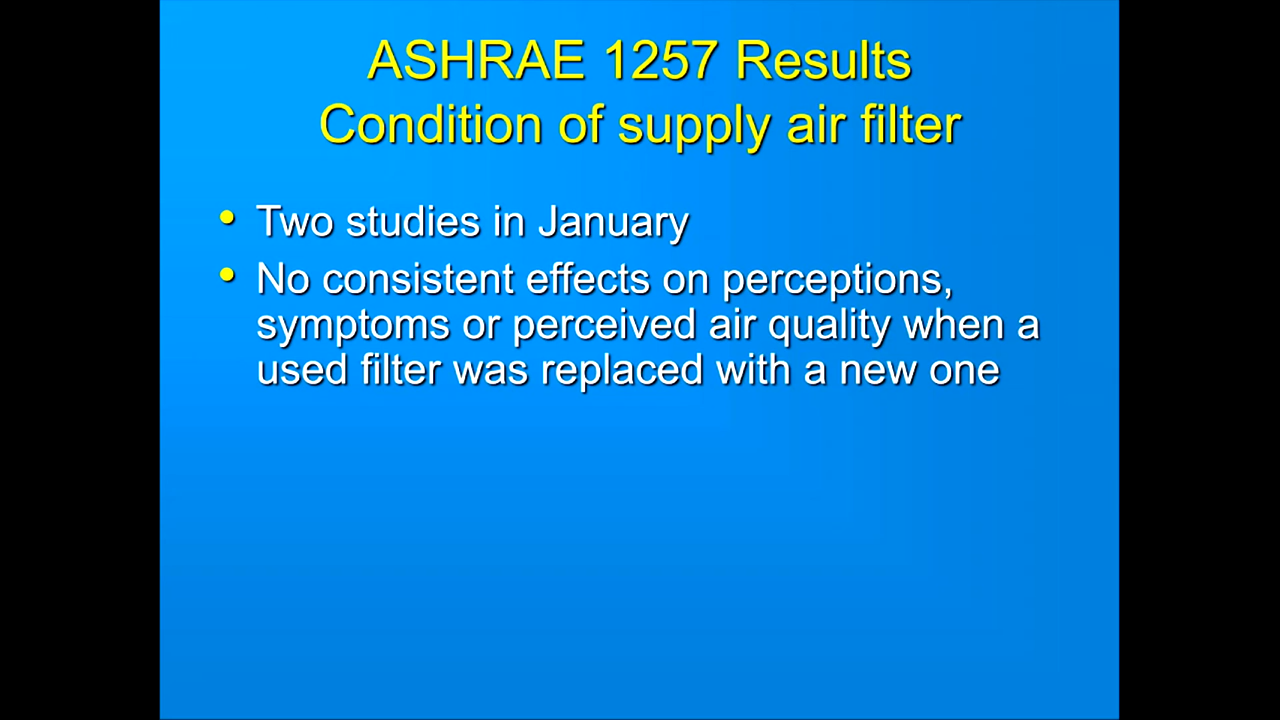 ASHRAE 1257 Results
Condition of supply air filter
• Two studies in January
• No consistent effects on perceptions,
symptoms or perceived air quality when a
used filter was replaced with a new one